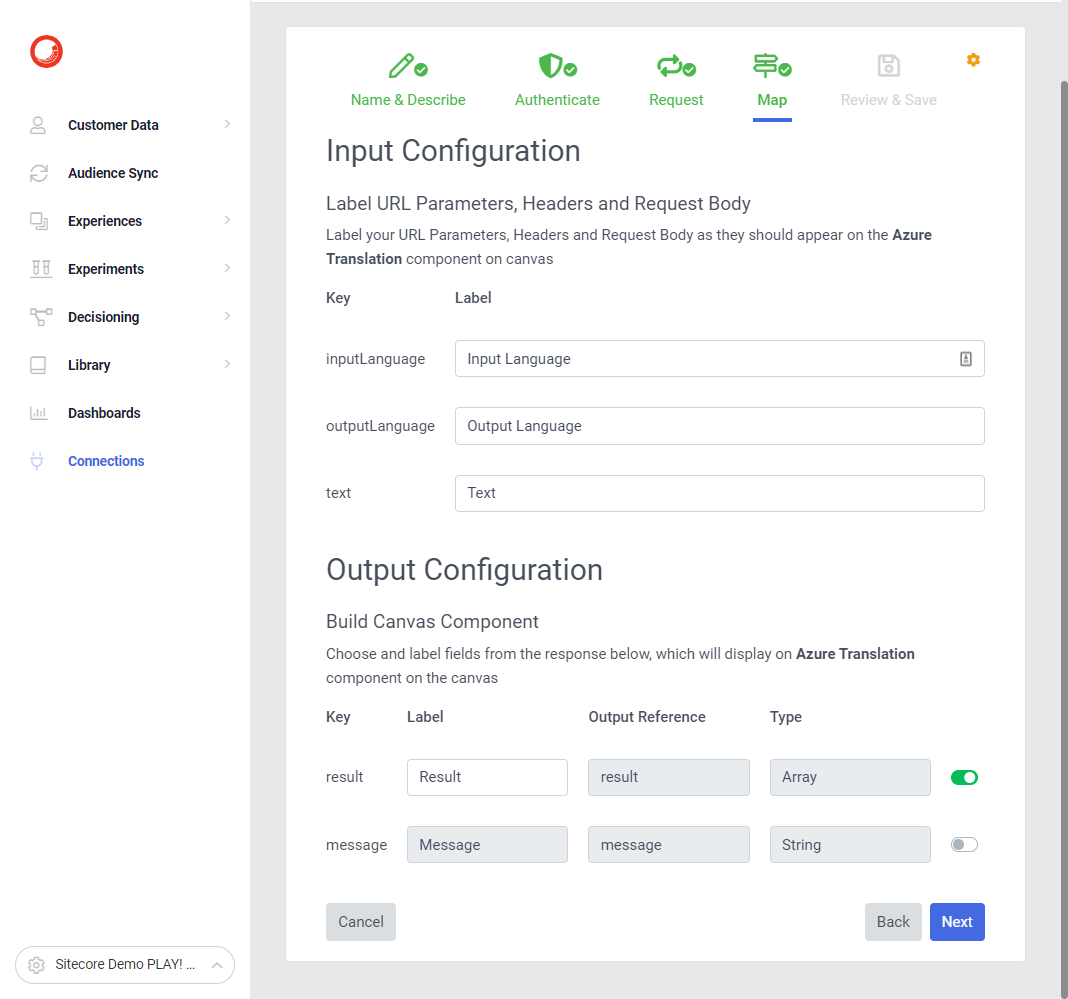 Customer Data
Audience Sync
Experiences
Experiments
Decisioning
Library
Dashboards
Connections
Sitecore Demo PLAY! ...
Name & Describe
Authenticate
Request
Map
Review & Save
Input Configuration
Label URL Parameters, Headers and Request Body
Label your URL Parameters, Headers and Request Body as they should appear on the Azure
Translation component on canvas
Key Label
inputLanguage Input Language
outputLanguage Output Language
text Text
Output Configuration
Build Canvas Component
Choose and label fields from the response below, which will display on Azure Translation
component on the canvas
Key Label Output Reference Type
result Result result Array
message Message message String
Cancel Back Next